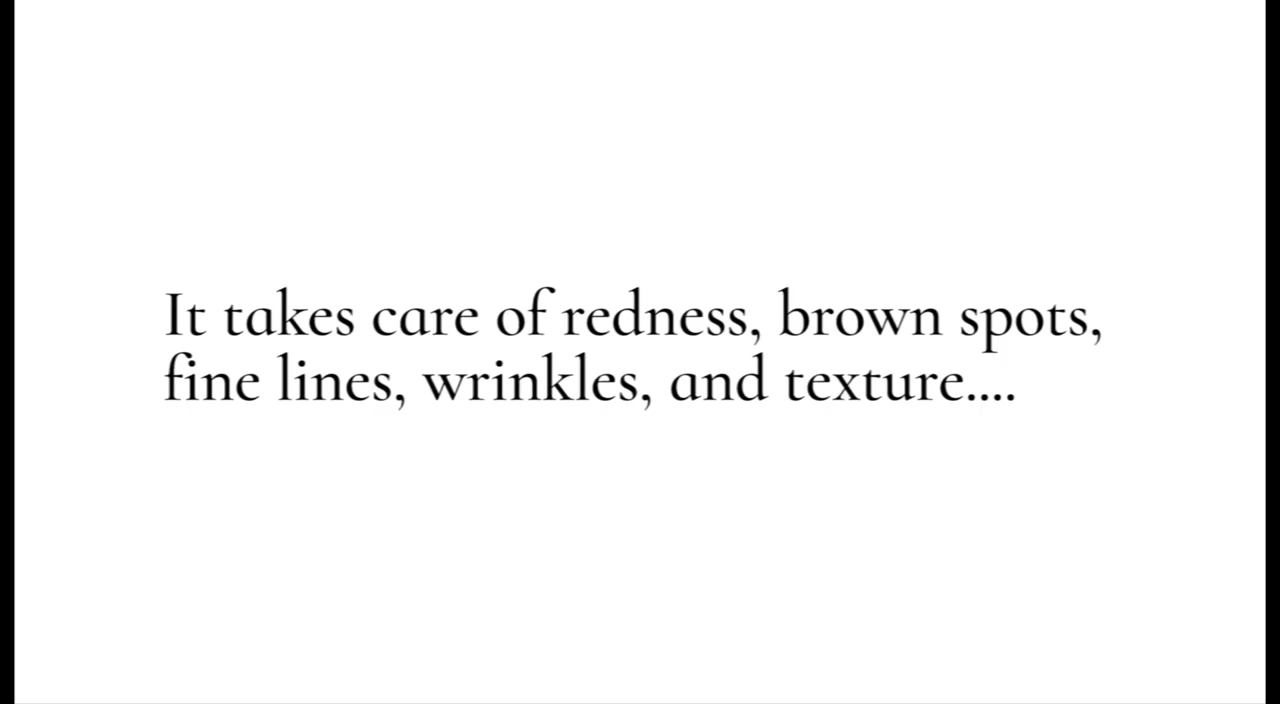 It takes care of redness, brown spots,
fine lines, wrinkles, and texture....